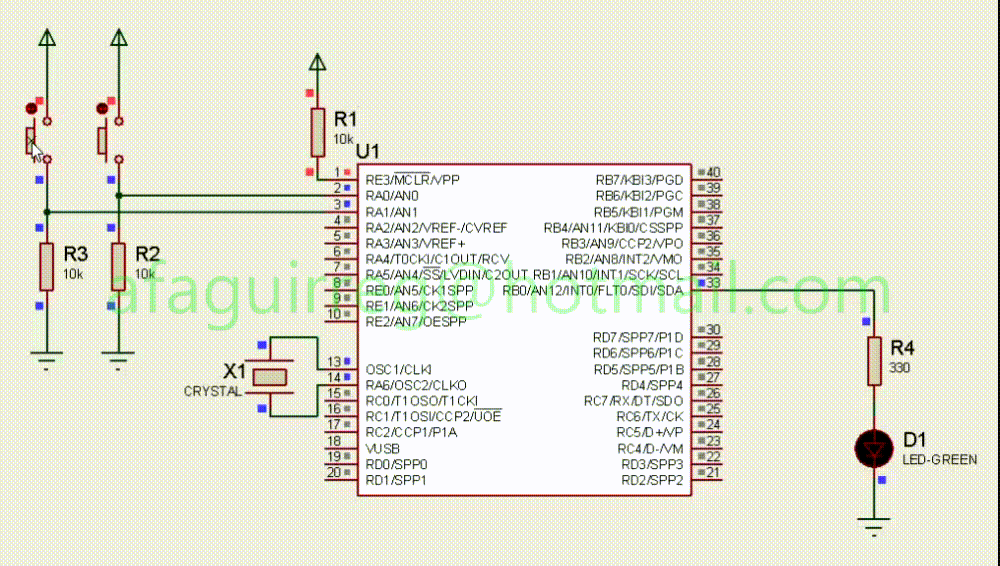 R1
10k
U1
R3
10k
R2
10k
1 RE3/MCLR/VPP
2 RA0/AN0
3 RA1/AN1
4 RA2/AN2/VREF-/CVREF
5 RA3/AN3/VREF+
6 RA4/T0CKI/C1OUT/RCV
7 RA5/AN4/SS/LVDIN/C2OUT
8 RE0/AN5/CK1SPP
9 RE1/AN6/CK2SPP
10 RE2/AN7/OESPP
13 OSC1/CLKI
14 RA6/OSC2/CLKO
15 RC0/T1OSO/T1CKI
16 RC1/T1OSI/CCP2/UOE
17 RC2/CCP1/P1A
18 VUSB
19 RD0/SPP0
20 RD1/SPP1
RB7/KBI3/PGD 40
RB6/KBI2/PGC 39
RB5/KBI1/PGM 38
RB4/AN11/KBI0/CSSPP 37
RB3/AN9/CCP2/VPO 36
RB2/AN8/INT2/VMO 35
RB1/AN10/INT1/SCK/SCL 34
RB0/AN12/INT0/FLT0/SDI/SDA 33
RD7/SPP7/P1D 30
RD6/SPP6/P1C 29
RD5/SPP5/P1B 28
RD4/SPP4 27
RC7/RX/DT/SDO 26
RC6/TX/CK 25
RC5/D+/VP 24
RC4/D-/VM 23
RD3/SPP3 22
RD2/SPP2 21
X1
CRYSTAL
R4
330
D1
LED-GREEN